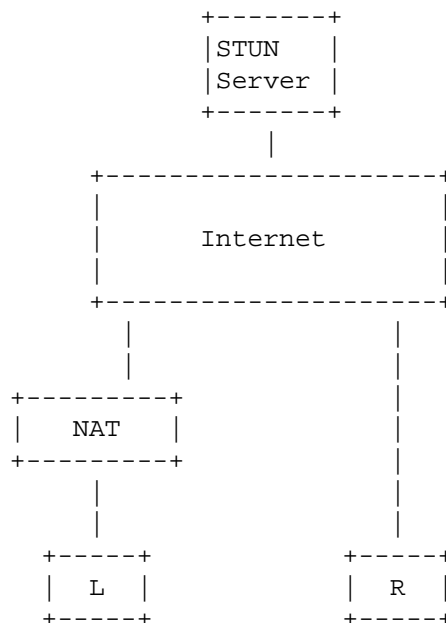 STUN
Server
Internet
NAT
L
R